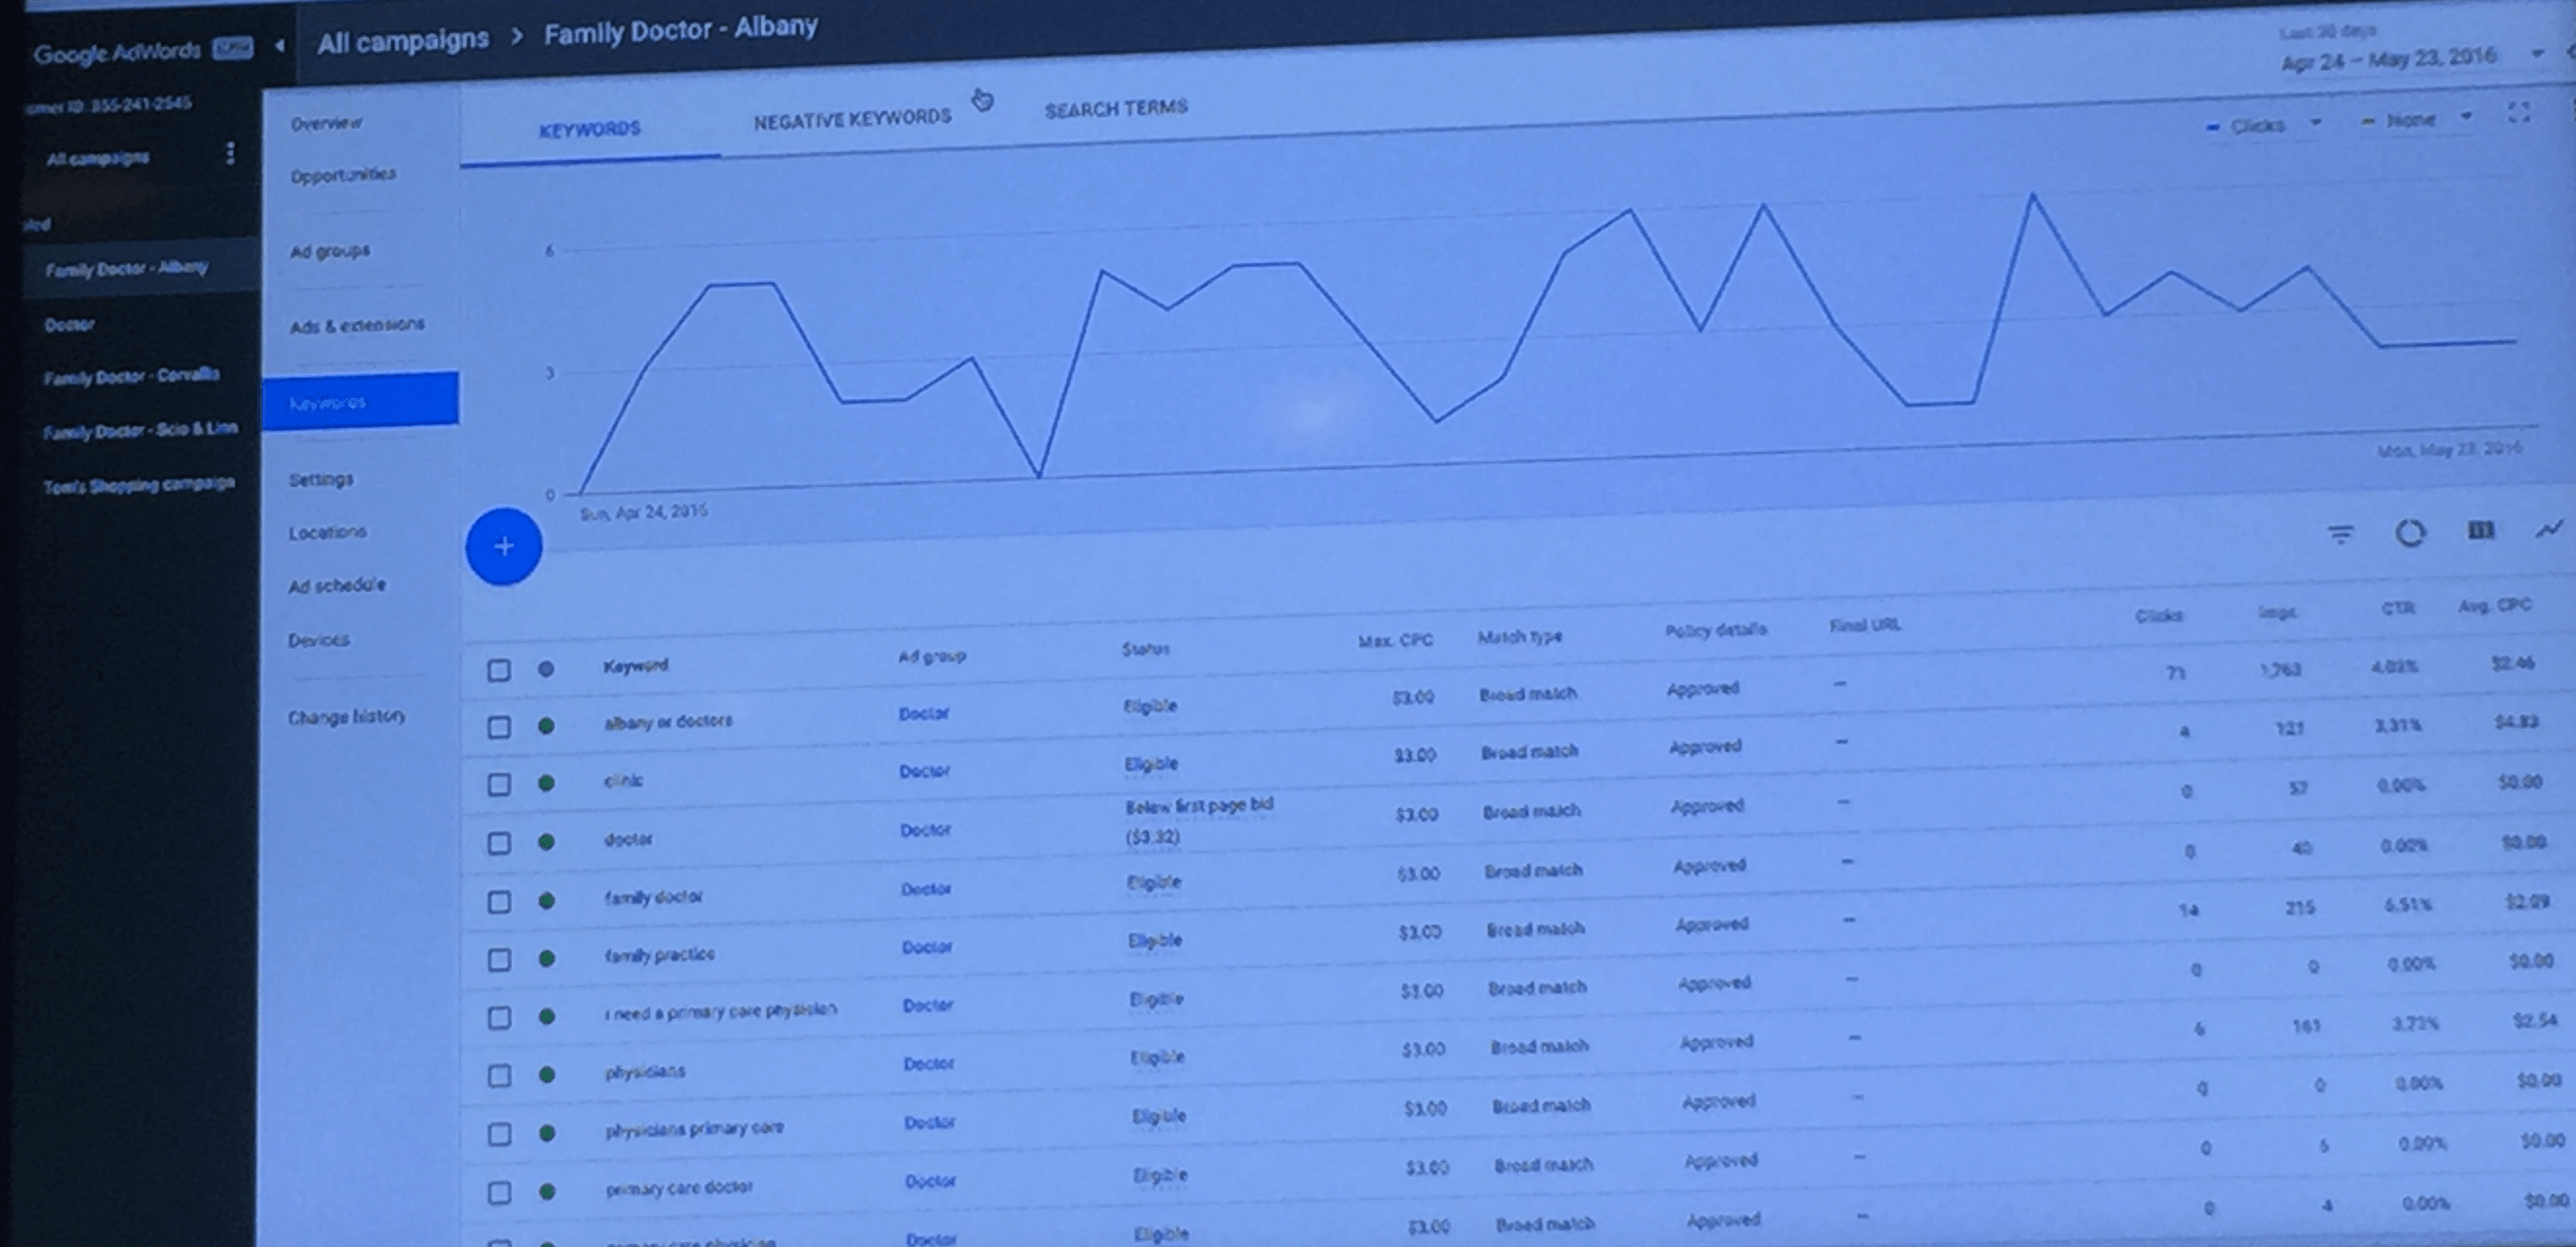 Google AdWords
All campaigns > Family Doctor - Albany
Last 30 days
Apr 24 – May 23, 2016
omer ID: 855-241-2545
All campaigns
bled
Family Doctor - Albany
Doctor
Family Doctor - Corvallis
Family Doctor - Scio & Linn
Tom's Shopping campaign
Overview
Opportunities
Ad groups
Ads & extensions
Keywords
Settings
Locations
Ad schedule
Devices
Change history
KEYWORDS NEGATIVE KEYWORDS SEARCH TERMS
Clicks None
6
3
0
Sun, Apr 24, 2016 Mon, May 23, 2016
+
Keyword Ad group Status Max. CPC Match type Policy details Final URL Clicks Impr. CTR Avg. CPC
albany or doctors Doctor Eligible $3.00 Broad match Approved — 71 1,763 4.03% $2.46
clinic Doctor Eligible $3.00 Broad match Approved — 4 121 3.31% $4.83
doctor Doctor Below first page bid ($3.32) $3.00 Broad match Approved — 0 57 0.00% $0.00
family doctor Doctor Eligible $3.00 Broad match Approved — 0 40 0.00% $0.00
family practice Doctor Eligible $3.00 Broad match Approved — 14 215 6.51% $2.09
i need a primary care physician Doctor Eligible $3.00 Broad match Approved — 0 0 0.00% $0.00
physicians Doctor Eligible $3.00 Broad match Approved — 6 161 3.73% $2.54
physicians primary care Doctor Eligible $3.00 Broad match Approved — 0 0 0.00% $0.00
primary care doctor Doctor Eligible $3.00 Broad match Approved — 0 5 0.00% $0.00
primary care physician Doctor Eligible $3.00 Broad match Approved — 0 4 0.00% $0.00